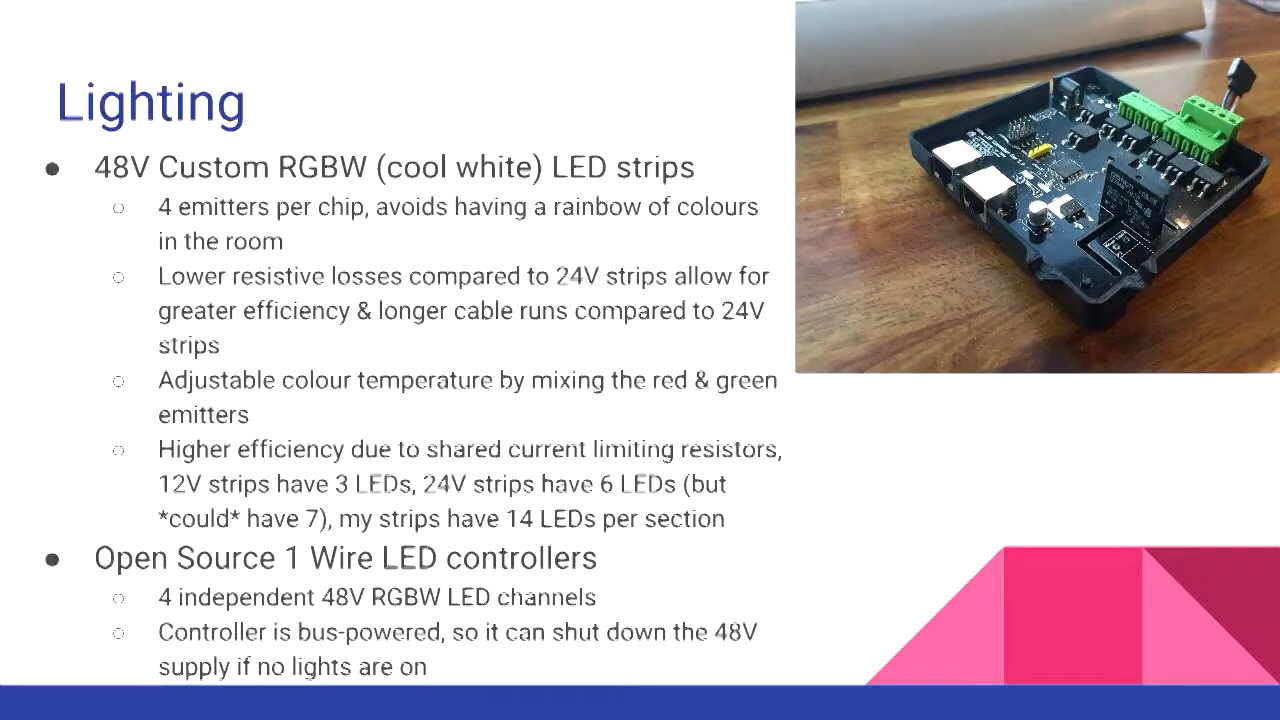 Lighting
● 48V Custom RGBW (cool white) LED strips
○ 4 emitters per chip, avoids having a rainbow of colours
in the room
○ Lower resistive losses compared to 24V strips allow for
greater efficiency & longer cable runs compared to 24V
strips
○ Adjustable colour temperature by mixing the red & green
emitters
○ Higher efficiency due to shared current limiting resistors,
12V strips have 3 LEDs, 24V strips have 6 LEDs (but
*could* have 7), my strips have 14 LEDs per section
● Open Source 1 Wire LED controllers
○ 4 independent 48V RGBW LED channels
○ Controller is bus-powered, so it can shut down the 48V
supply if no lights are on